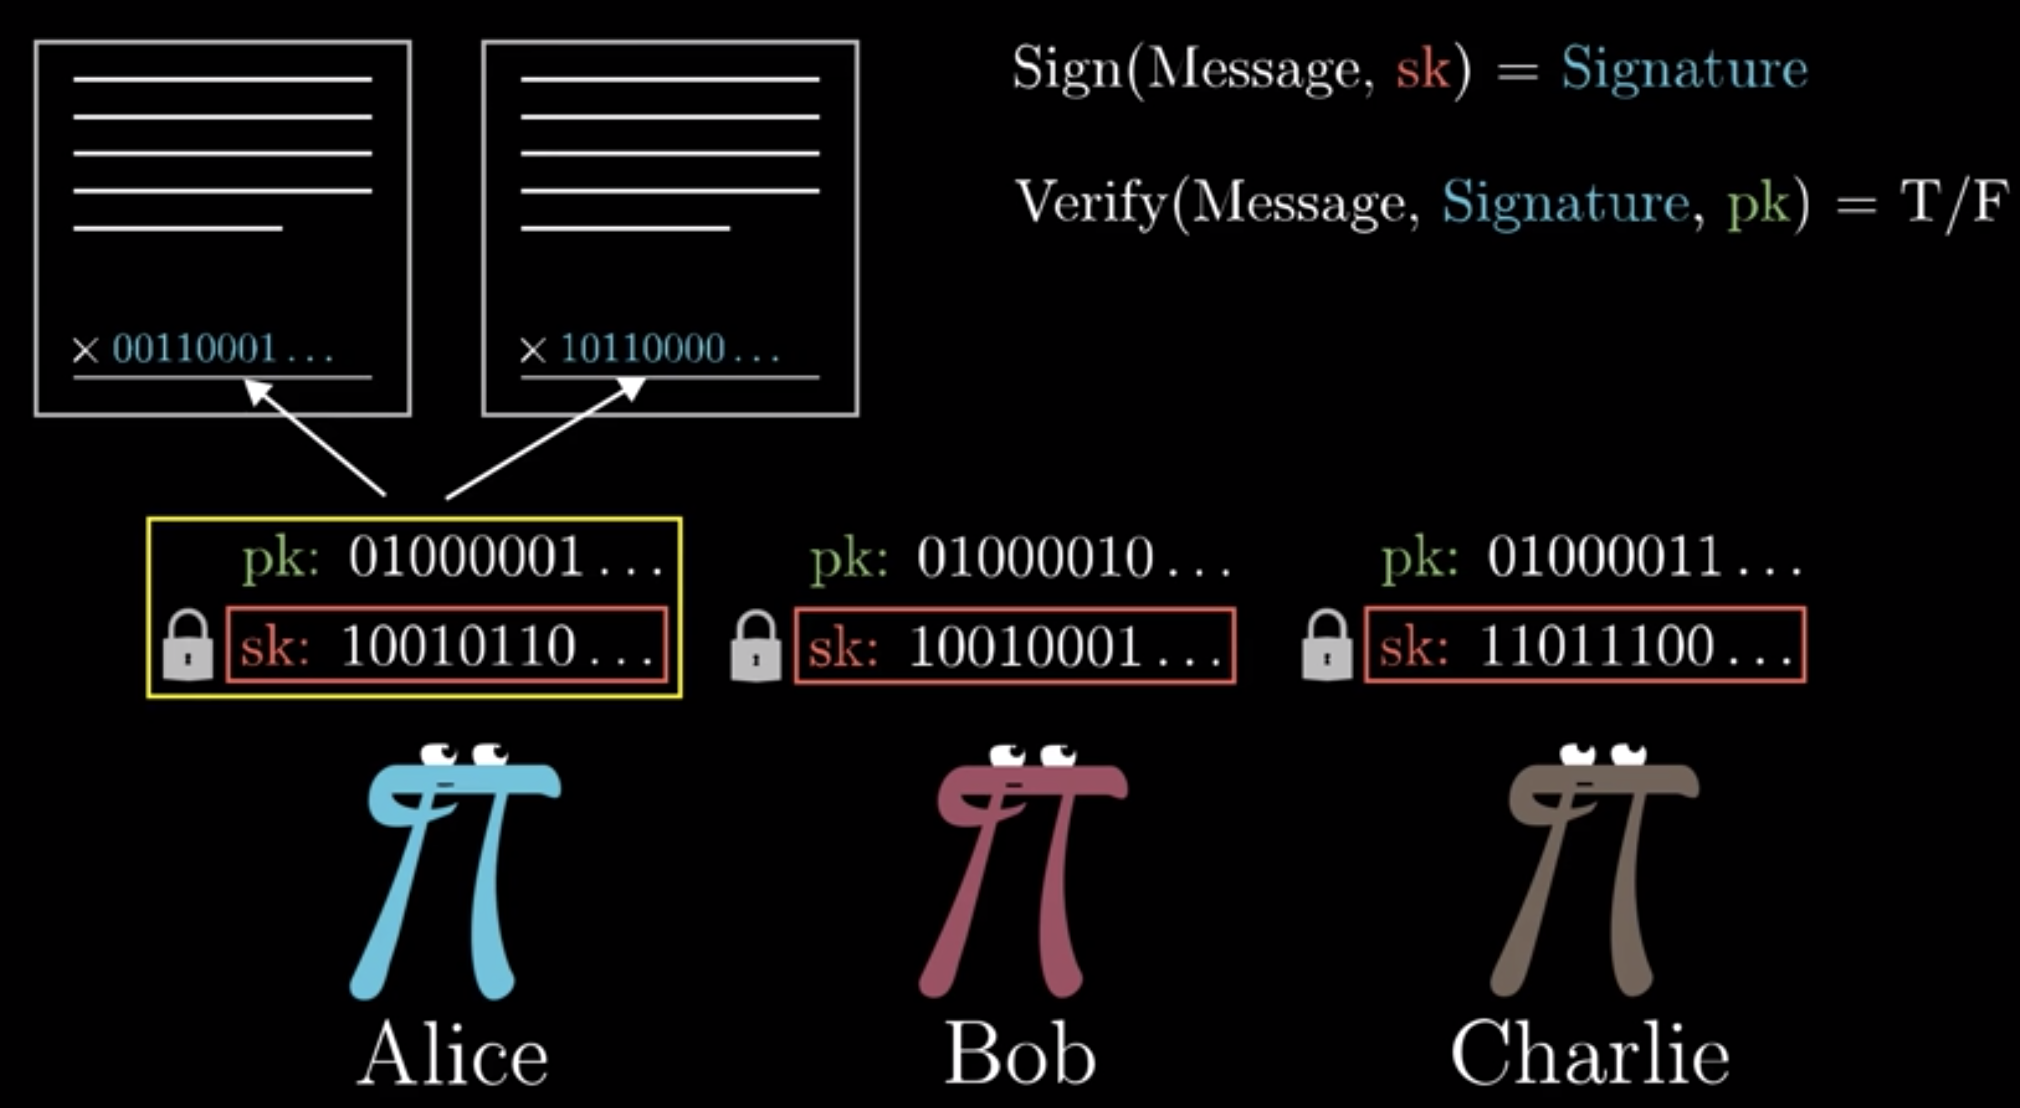 Sign(Message, sk) = Signature
Verify(Message, Signature, pk) = T/F
× 00110001...
× 10110000...
pk: 01000001...
sk: 10010110...
pk: 01000010...
sk: 10010001...
pk: 01000011...
sk: 11011100...
Alice
Bob
Charlie